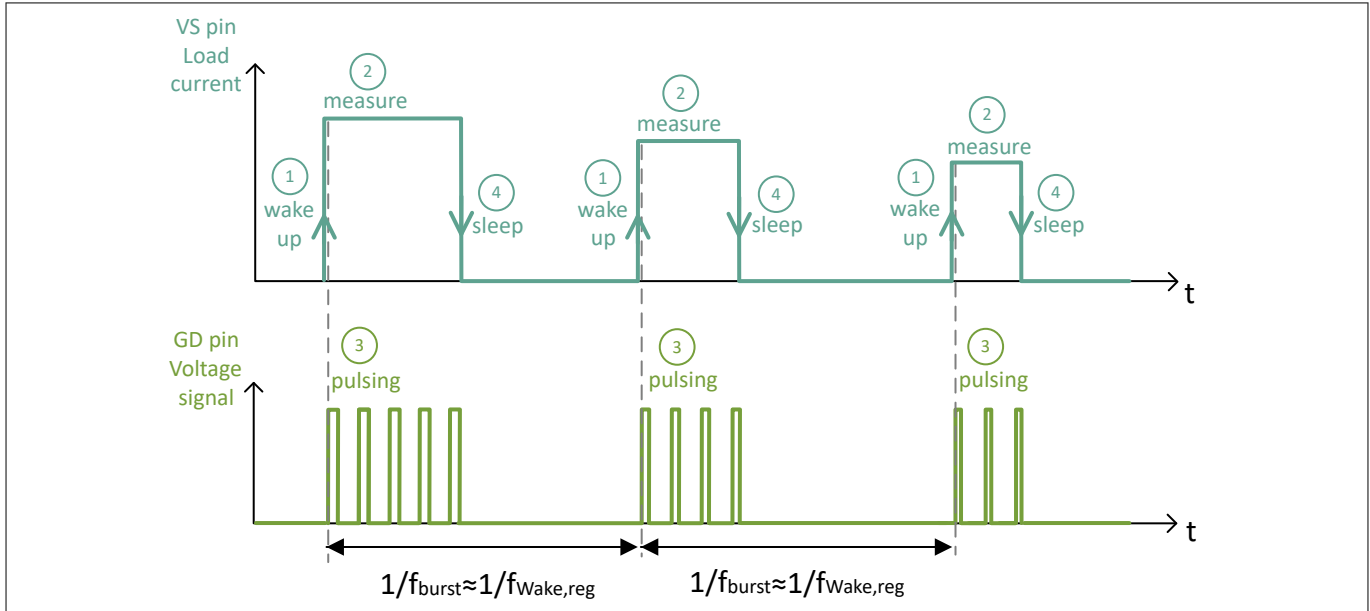 VS pin
Load
current
2
measure
2
measure
2
measure
1
wake
up
4
sleep
1
wake
up
4
sleep
1
wake
up
4
sleep
t
GD pin
Voltage
signal
3
pulsing
3
pulsing
3
pulsing
t
1/fburst≈1/fWake,reg
1/fburst≈1/fWake,reg